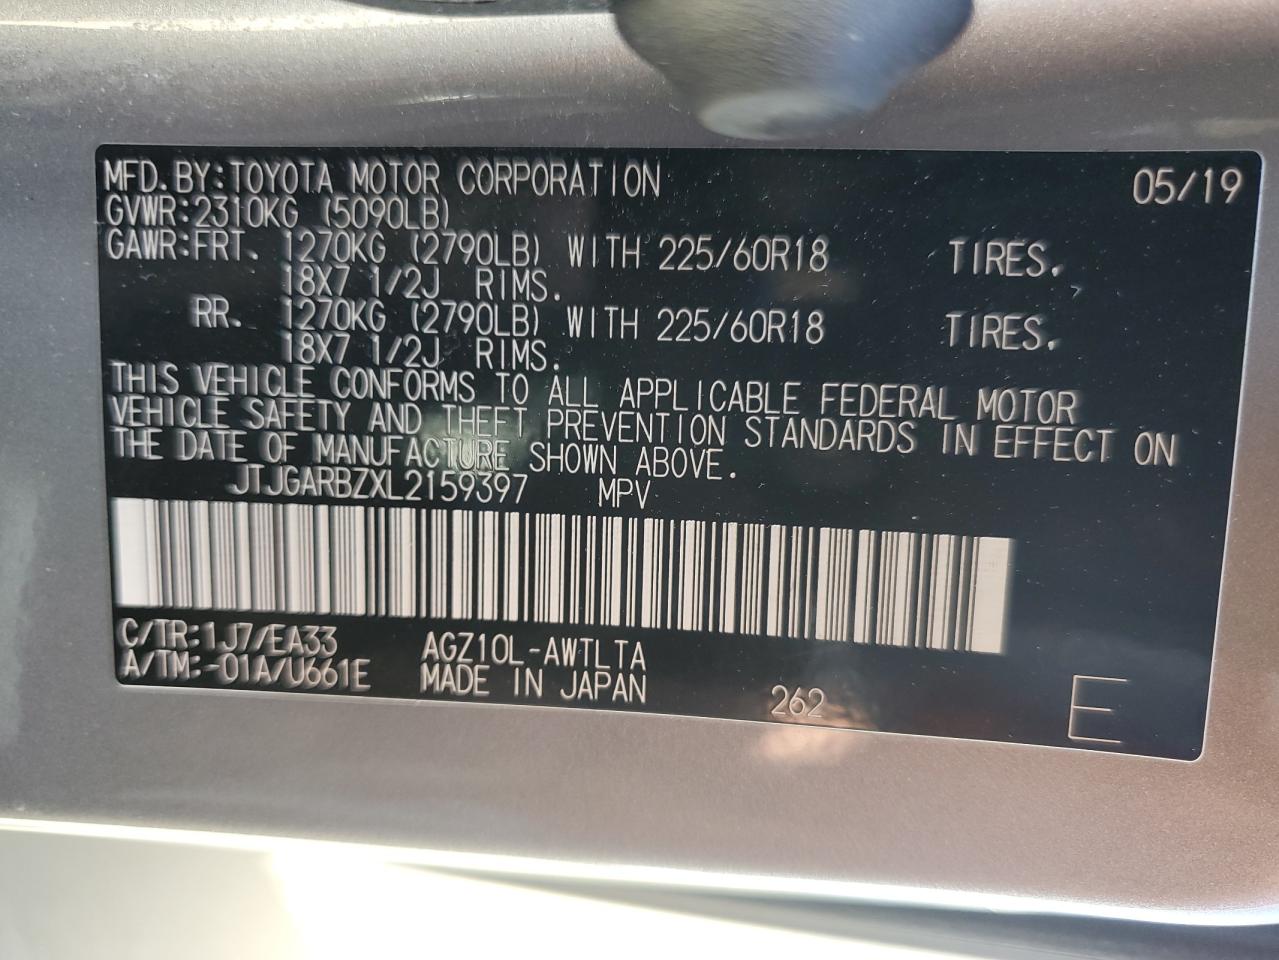 MFD.BY:TOYOTA MOTOR CORPORATION 05/19
GVWR:2310KG (5090LB)
GAWR:FRT. 1270KG (2790LB) WITH 225/60R18 TIRES.
18X7 1/2J RIMS.
RR. 1270KG (2790LB) WITH 225/60R18 TIRES.
18X7 1/2J RIMS.
THIS VEHICLE CONFORMS TO ALL APPLICABLE FEDERAL MOTOR
VEHICLE SAFETY AND THEFT PREVENTION STANDARDS IN EFFECT ON
THE DATE OF MANUFACTURE SHOWN ABOVE.
JTJGARBZXL2159397 MPV
C/TR:1J7/EA33 AGZ10L-AWTLTA
A/TM:-01A/U661E MADE IN JAPAN 262 E